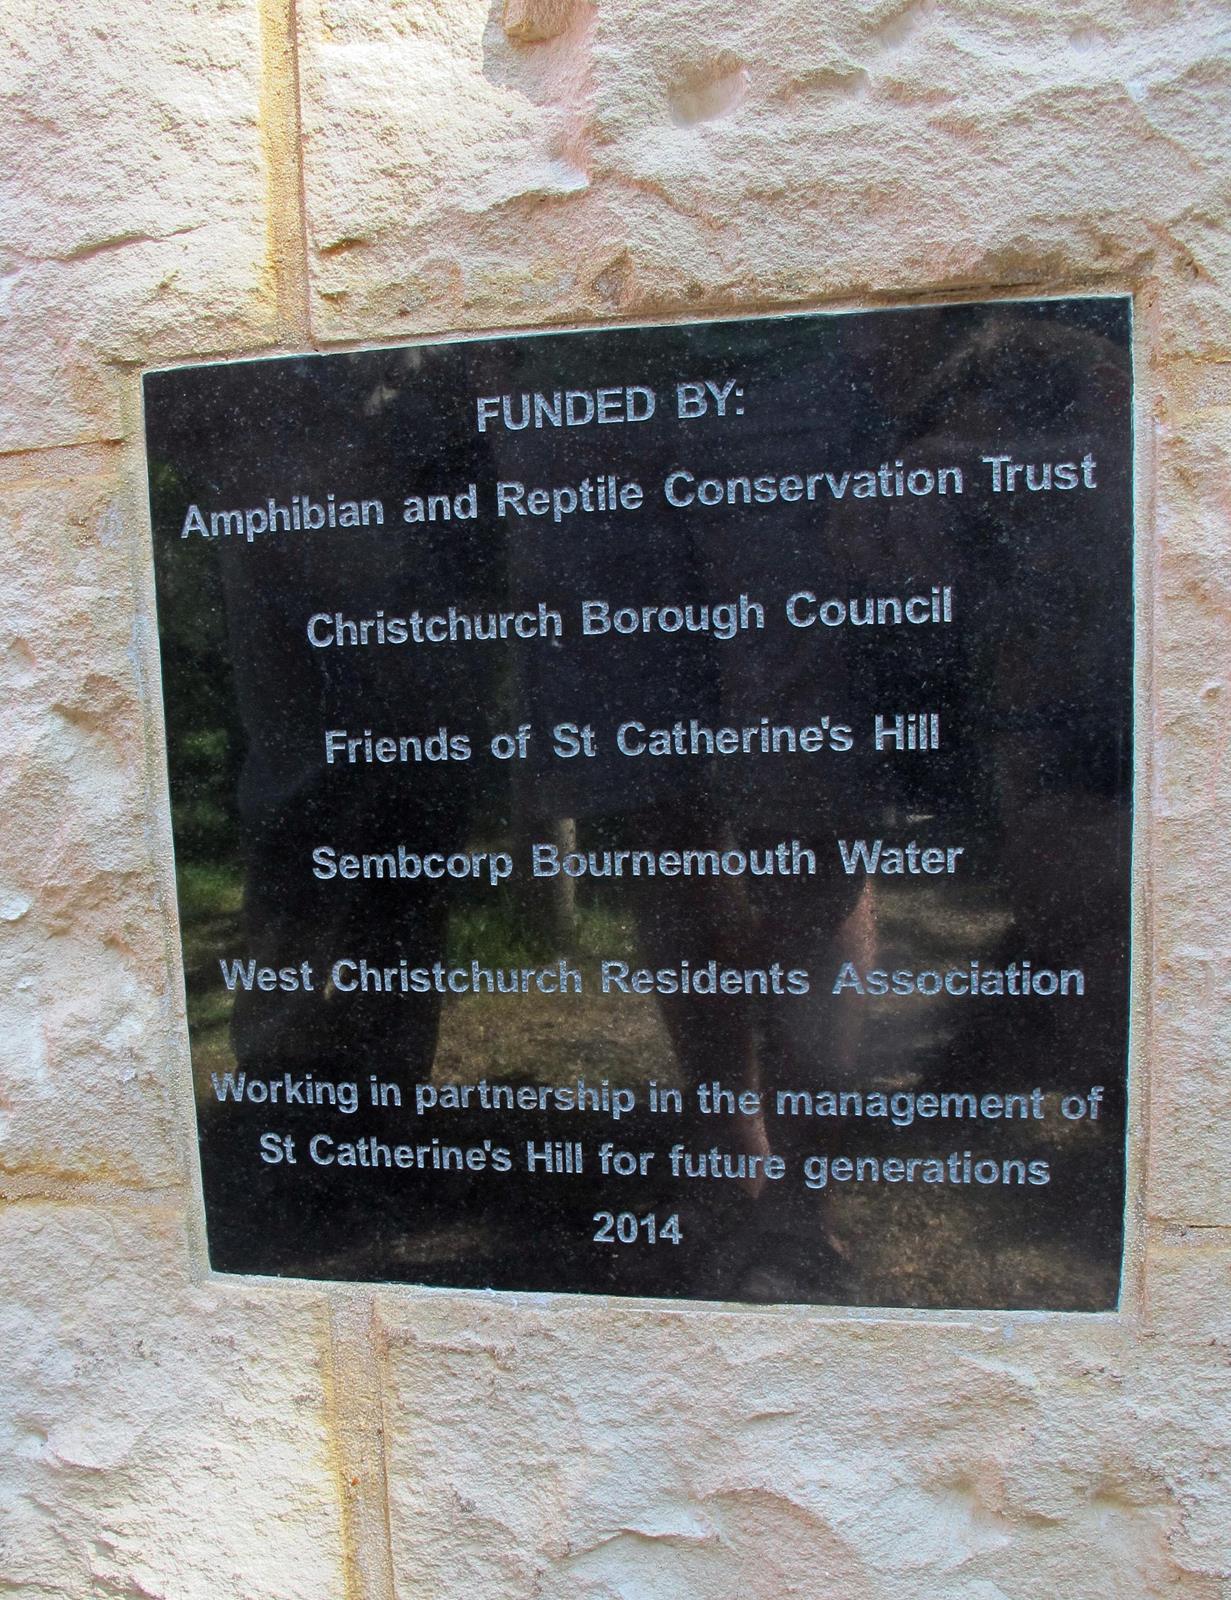 FUNDED BY:
Amphibian and Reptile Conservation Trust
Christchurch Borough Council
Friends of St Catherine's Hill
Sembcorp Bournemouth Water
West Christchurch Residents Association
Working in partnership in the management of
St Catherine's Hill for future generations
2014